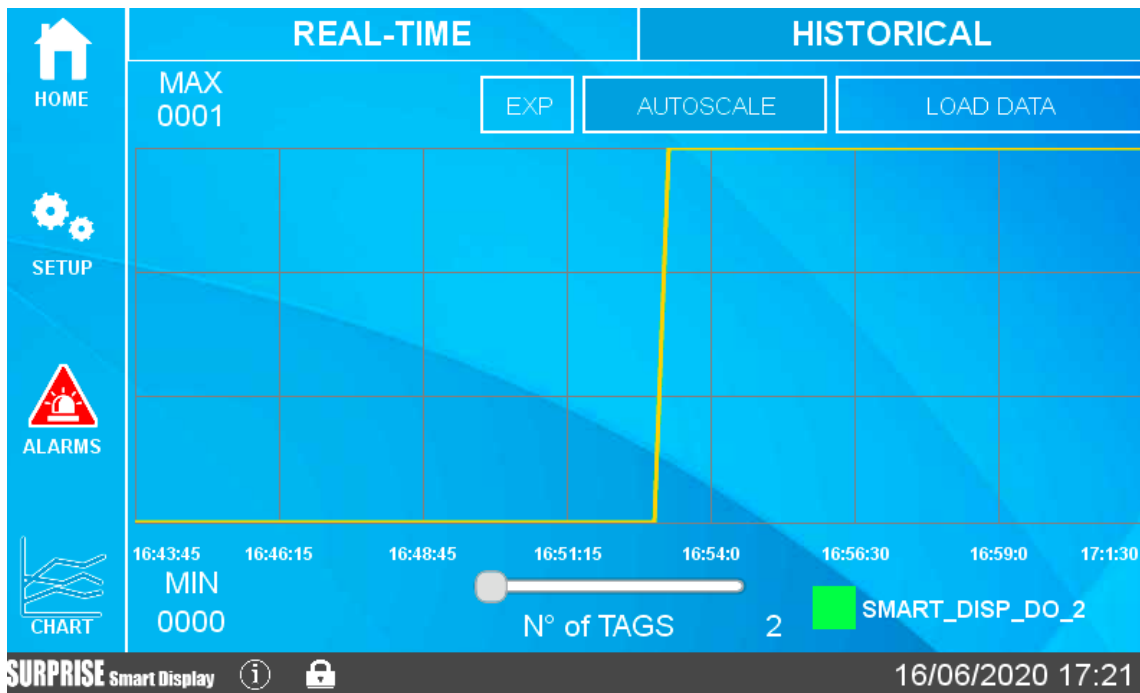 REAL-TIME HISTORICAL
HOME
MAX
0001
EXP AUTOSCALE LOAD DATA
SETUP
ALARMS
16:43:45 16:46:15 16:48:45 16:51:15 16:54:0 16:56:30 16:59:0 17:1:30
MIN
0000
CHART
N° of TAGS 2
SMART_DISP_DO_2
SURPRISE Smart Display i 16/06/2020 17:21